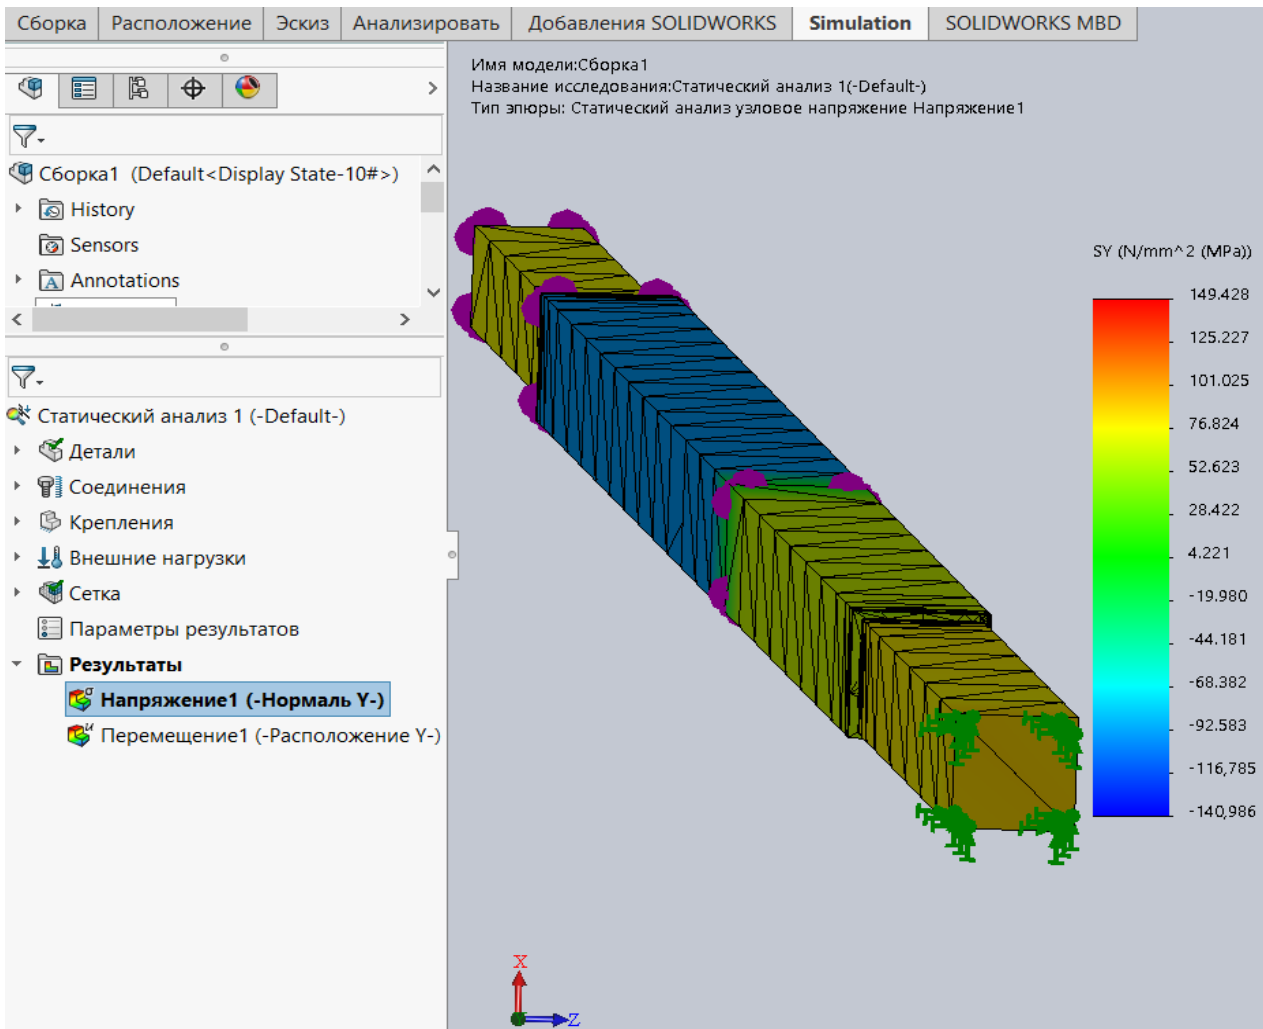 Сборка Расположение Эскиз Анализировать Добавления SOLIDWORKS Simulation SOLIDWORKS MBD
Имя модели:Сборка1
Название исследования:Статический анализ 1(-Default-)
Тип эпюры: Статический анализ узловое напряжение Напряжение1
Сборка1 (Default<Display State-10#>)
History
Sensors
Annotations
Статический анализ 1 (-Default-)
Детали
Соединения
Крепления
Внешние нагрузки
Сетка
Параметры результатов
Результаты
Напряжение1 (-Нормаль Y-)
Перемещение1 (-Расположение Y-)
SY (N/mm^2 (MPa))
149.428
125.227
101.025
76.824
52.623
28.422
4.221
-19.980
-44.181
-68.382
-92.583
-116,785
-140,986
X
Z